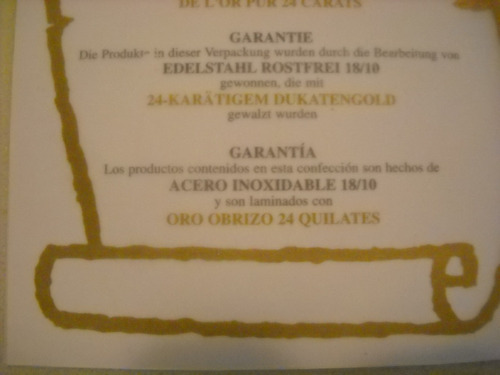 DE L'OR PUR 24 CARATS
GARANTIE
Die Produkte in dieser Verpackung wurden durch die Bearbeitung von
EDELSTAHL ROSTFREI 18/10
gewonnen, die mit
24-KARÄTIGEM DUKATENGOLD
gewalzt wurden
GARANTÍA
Los productos contenidos en esta confección son hechos de
ACERO INOXIDABLE 18/10
y son laminados con
ORO OBRIZO 24 QUILATES